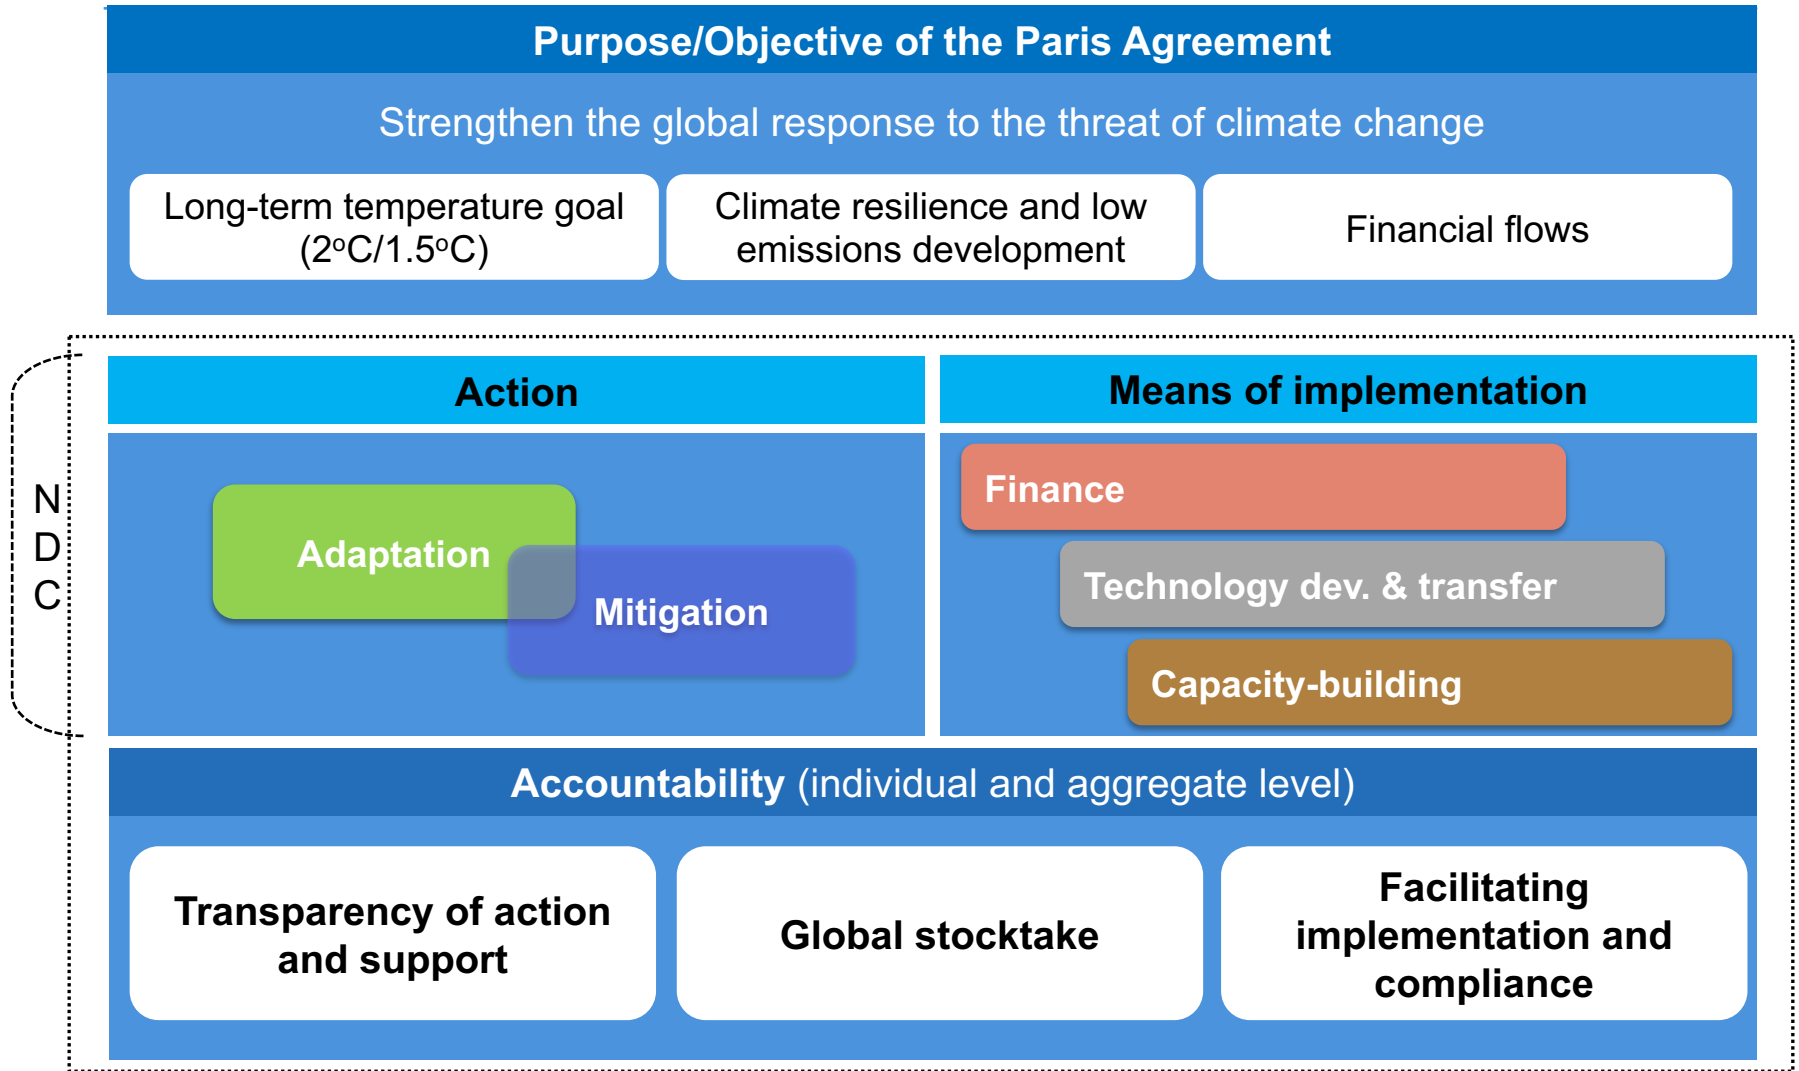 Purpose/Objective of the Paris Agreement
Strengthen the global response to the threat of climate change
Long-term temperature goal
(2ºC/1.5ºC)
Climate resilience and low
emissions development
Financial flows
N
D
C
Action
Adaptation
Mitigation
Means of implementation
Finance
Technology dev. & transfer
Capacity-building
Accountability (individual and aggregate level)
Transparency of action
and support
Global stocktake
Facilitating
implementation and
compliance